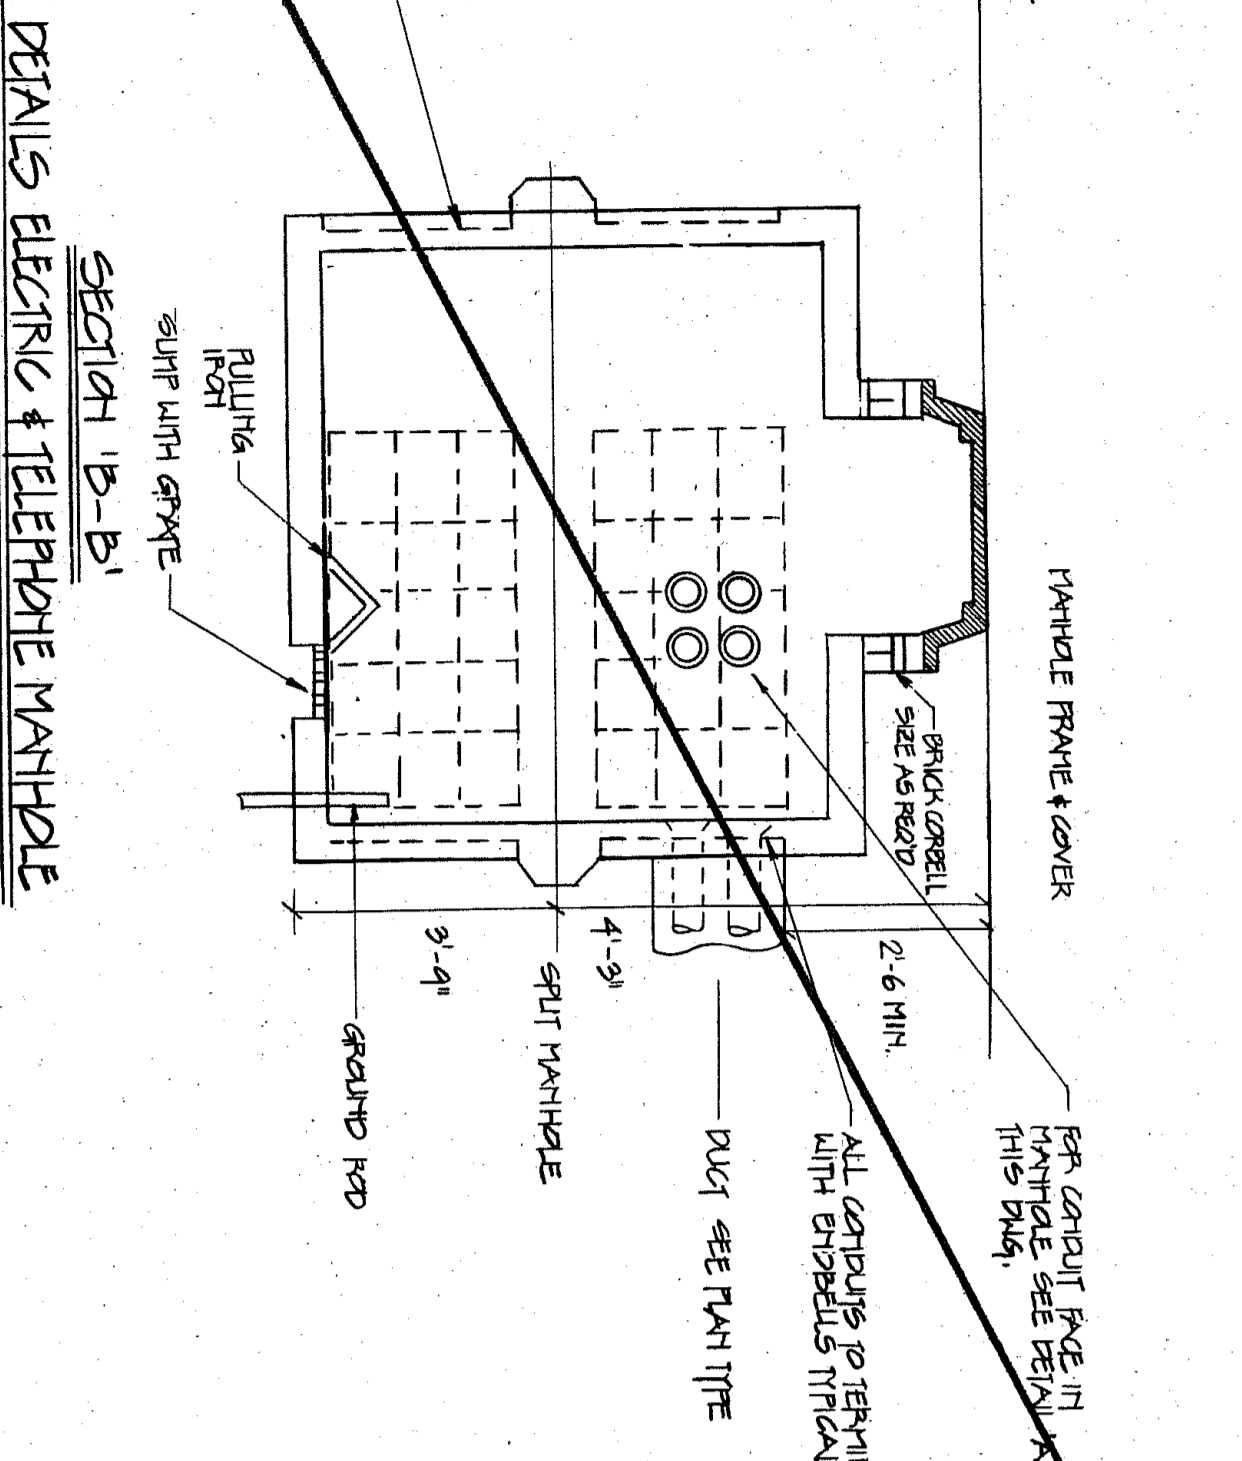 MANHOLE FRAME & COVER
FOR CONDUIT FACE IN
MANHOLE SEE DETAIL 'A
THIS DWG.
BRICK CORBELL
SIZE AS REQ'D
2'-6 MIN.
ALL CONDUITS TO TERMI
WITH ENDBELLS TYPICA
DUCT SEE PLAN TYPE
4'-3"
SPLIT MANHOLE
3'-9"
GROUND ROD
PULLING
IRON
SUMP WITH GRATE
SECTION 'B-B'
DETAILS ELECTRIC & TELEPHONE MANHOLE